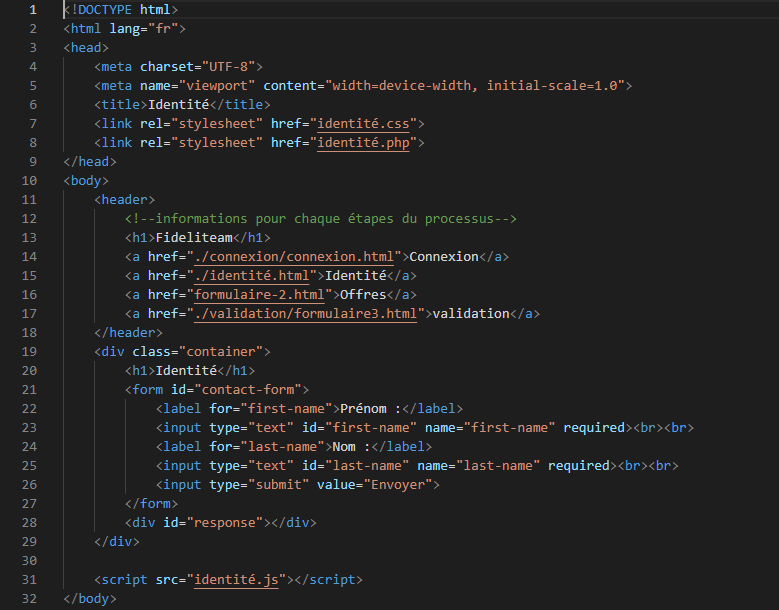 1 <!DOCTYPE html>
2 <html lang="fr">
3 <head>
4     <meta charset="UTF-8">
5     <meta name="viewport" content="width=device-width, initial-scale=1.0">
6     <title>Identité</title>
7     <link rel="stylesheet" href="identité.css">
8     <link rel="stylesheet" href="identité.php">
9 </head>
10 <body>
11     <header>
12         <!--informations pour chaque étapes du processus-->
13         <h1>Fideliteam</h1>
14         <a href="./connexion/connexion.html">Connexion</a>
15         <a href="./identité.html">Identité</a>
16         <a href="formulaire-2.html">Offres</a>
17         <a href="./validation/formulaire3.html">validation</a>
18     </header>
19     <div class="container">
20         <h1>Identité</h1>
21         <form id="contact-form">
22             <label for="first-name">Prénom :</label>
23             <input type="text" id="first-name" name="first-name" required><br><br>
24             <label for="last-name">Nom :</label>
25             <input type="text" id="last-name" name="last-name" required><br><br>
26             <input type="submit" value="Envoyer">
27         </form>
28         <div id="response"></div>
29     </div>
30
31     <script src="identité.js"></script>
32 </body>